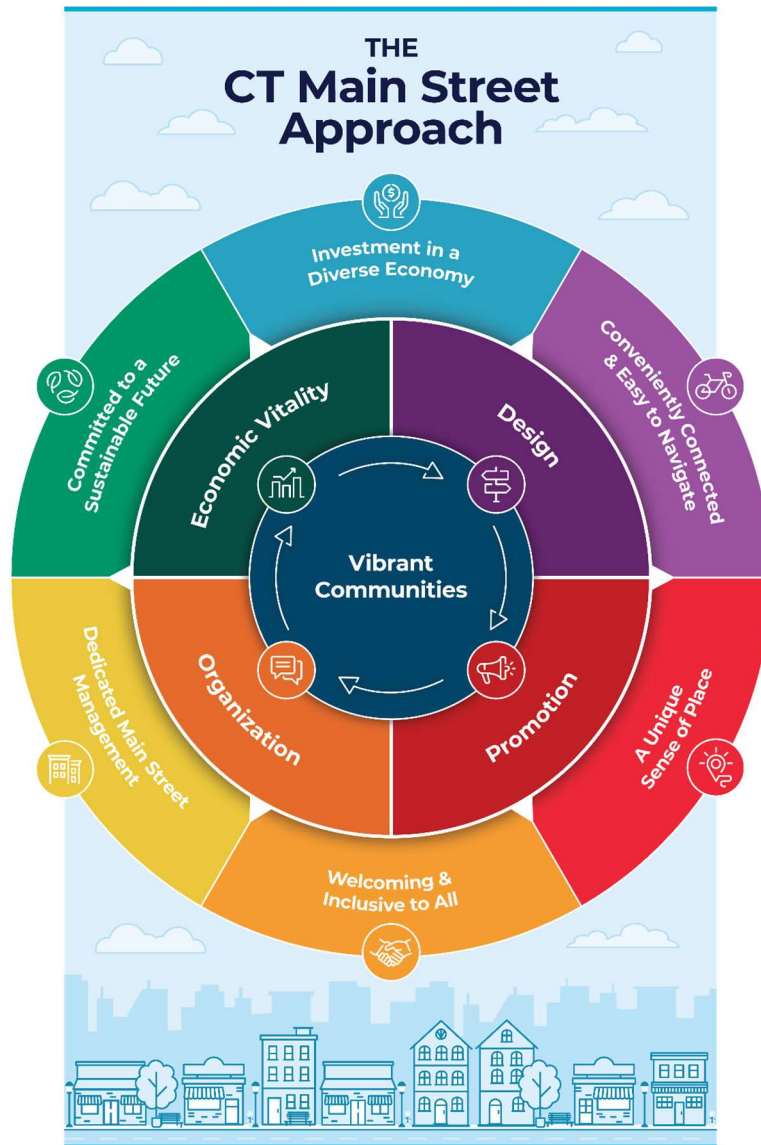 THE
CT Main Street
Approach
Investment in a
Diverse Economy
Conveniently Connected
& Easy to Navigate
A Unique
Sense of Place
Welcoming &
Inclusive to All
Dedicated Main Street
Management
Committed to a
Sustainable Future
Economic Vitality
Design
Promotion
Organization
Vibrant
Communities